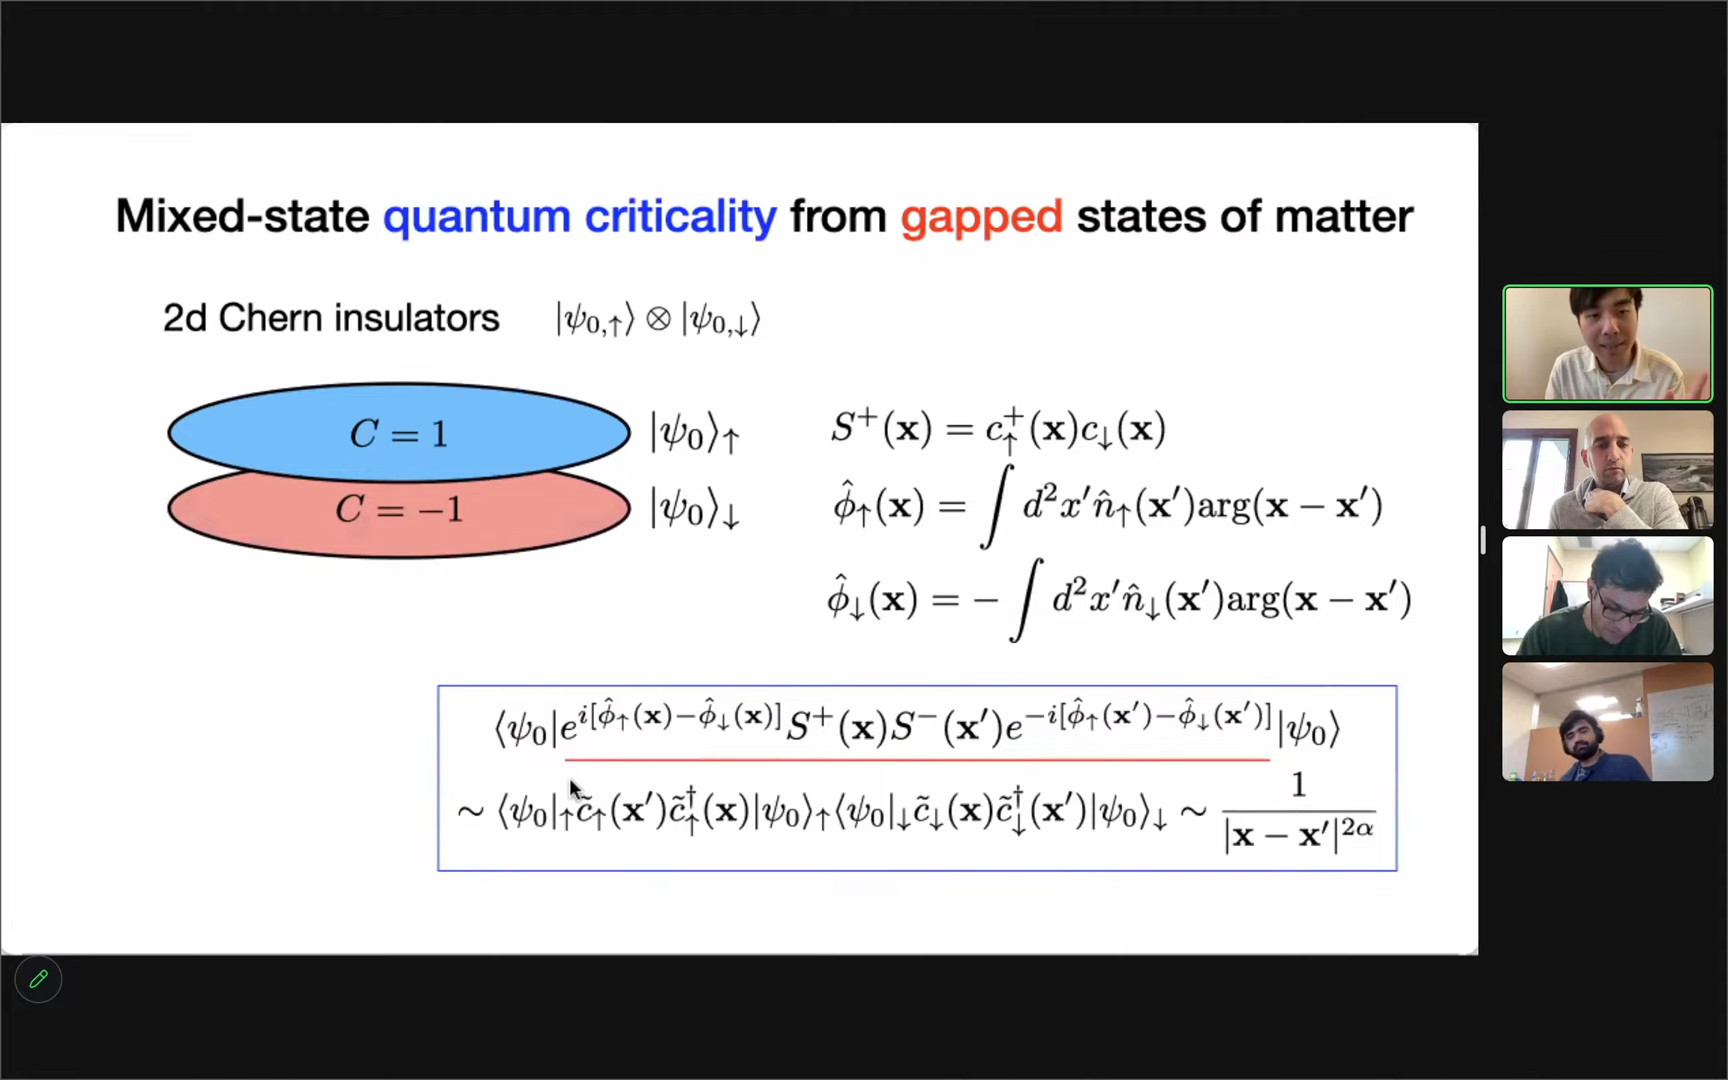 Mixed-state quantum criticality from gapped states of matter
2d Chern insulators |ψ₀,↑⟩ ⊗ |ψ₀,↓⟩
C = 1 |ψ₀⟩↑
C = −1 |ψ₀⟩↓
S⁺(x) = c↑⁺(x)c↓(x)
φ̂↑(x) = ∫ d²x′n̂↑(x′)arg(x − x′)
φ̂↓(x) = − ∫ d²x′n̂↓(x′)arg(x − x′)
⟨ψ₀|e^{i[φ̂↑(x)−φ̂↓(x)]}S⁺(x)S⁻(x′)e^{−i[φ̂↑(x′)−φ̂↓(x′)]}|ψ₀⟩
∼ ⟨ψ₀|↑c̃↑(x′)c̃↑†(x)|ψ₀⟩↑⟨ψ₀|↓c̃↓(x)c̃↓†(x′)|ψ₀⟩↓ ∼ 1/|x − x′|^{2α}